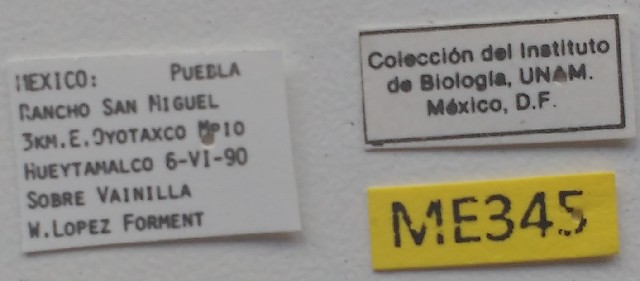 MEXICO: PUEBLA
RANCHO SAN MIGUEL
3KM.E.OYOTAXCO MPIO
HUEYTAMALCO 6-VI-90
SOBRE VAINILLA
W.LOPEZ FORMENT
Colección del Instituto
de Biología, UNAM.
México, D.F.
ME345